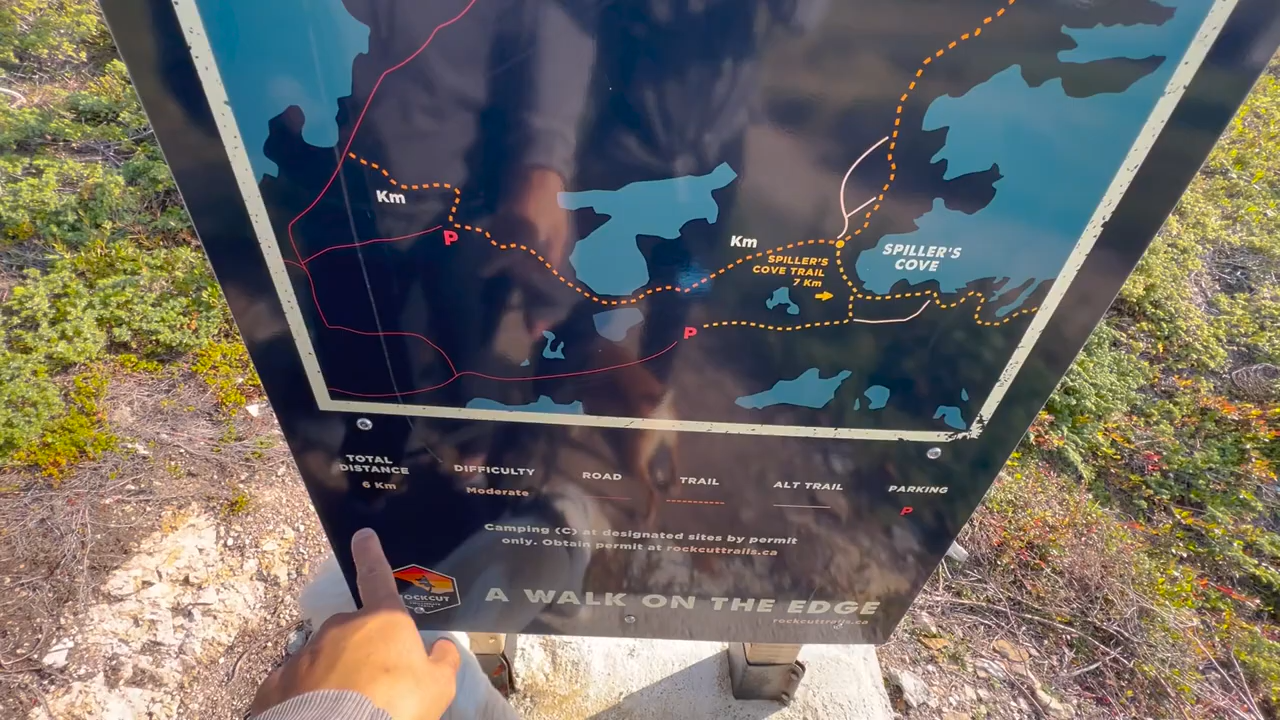 Km
P
Km
SPILLER'S
COVE
SPILLER'S
COVE TRAIL
7 Km
P
TOTAL
DISTANCE
6 Km
DIFFICULTY
Moderate
ROAD
TRAIL
ALT TRAIL
PARKING
P
Camping (C) at designated sites by permit
only. Obtain permit at rockcuttrails.ca
ROCKCUT
A WALK ON THE EDGE
rockcuttrails.ca